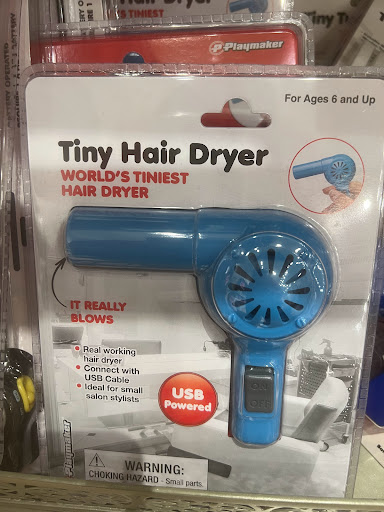 Playmaker
For Ages 6 and Up
Tiny Hair Dryer
WORLD'S TINIEST
HAIR DRYER
IT REALLY
BLOWS
• Real working
hair dryer
• Connect with
USB Cable
• Ideal for small
salon stylists
USB
Powered
Playmaker
WARNING:
CHOKING HAZARD - Small parts.